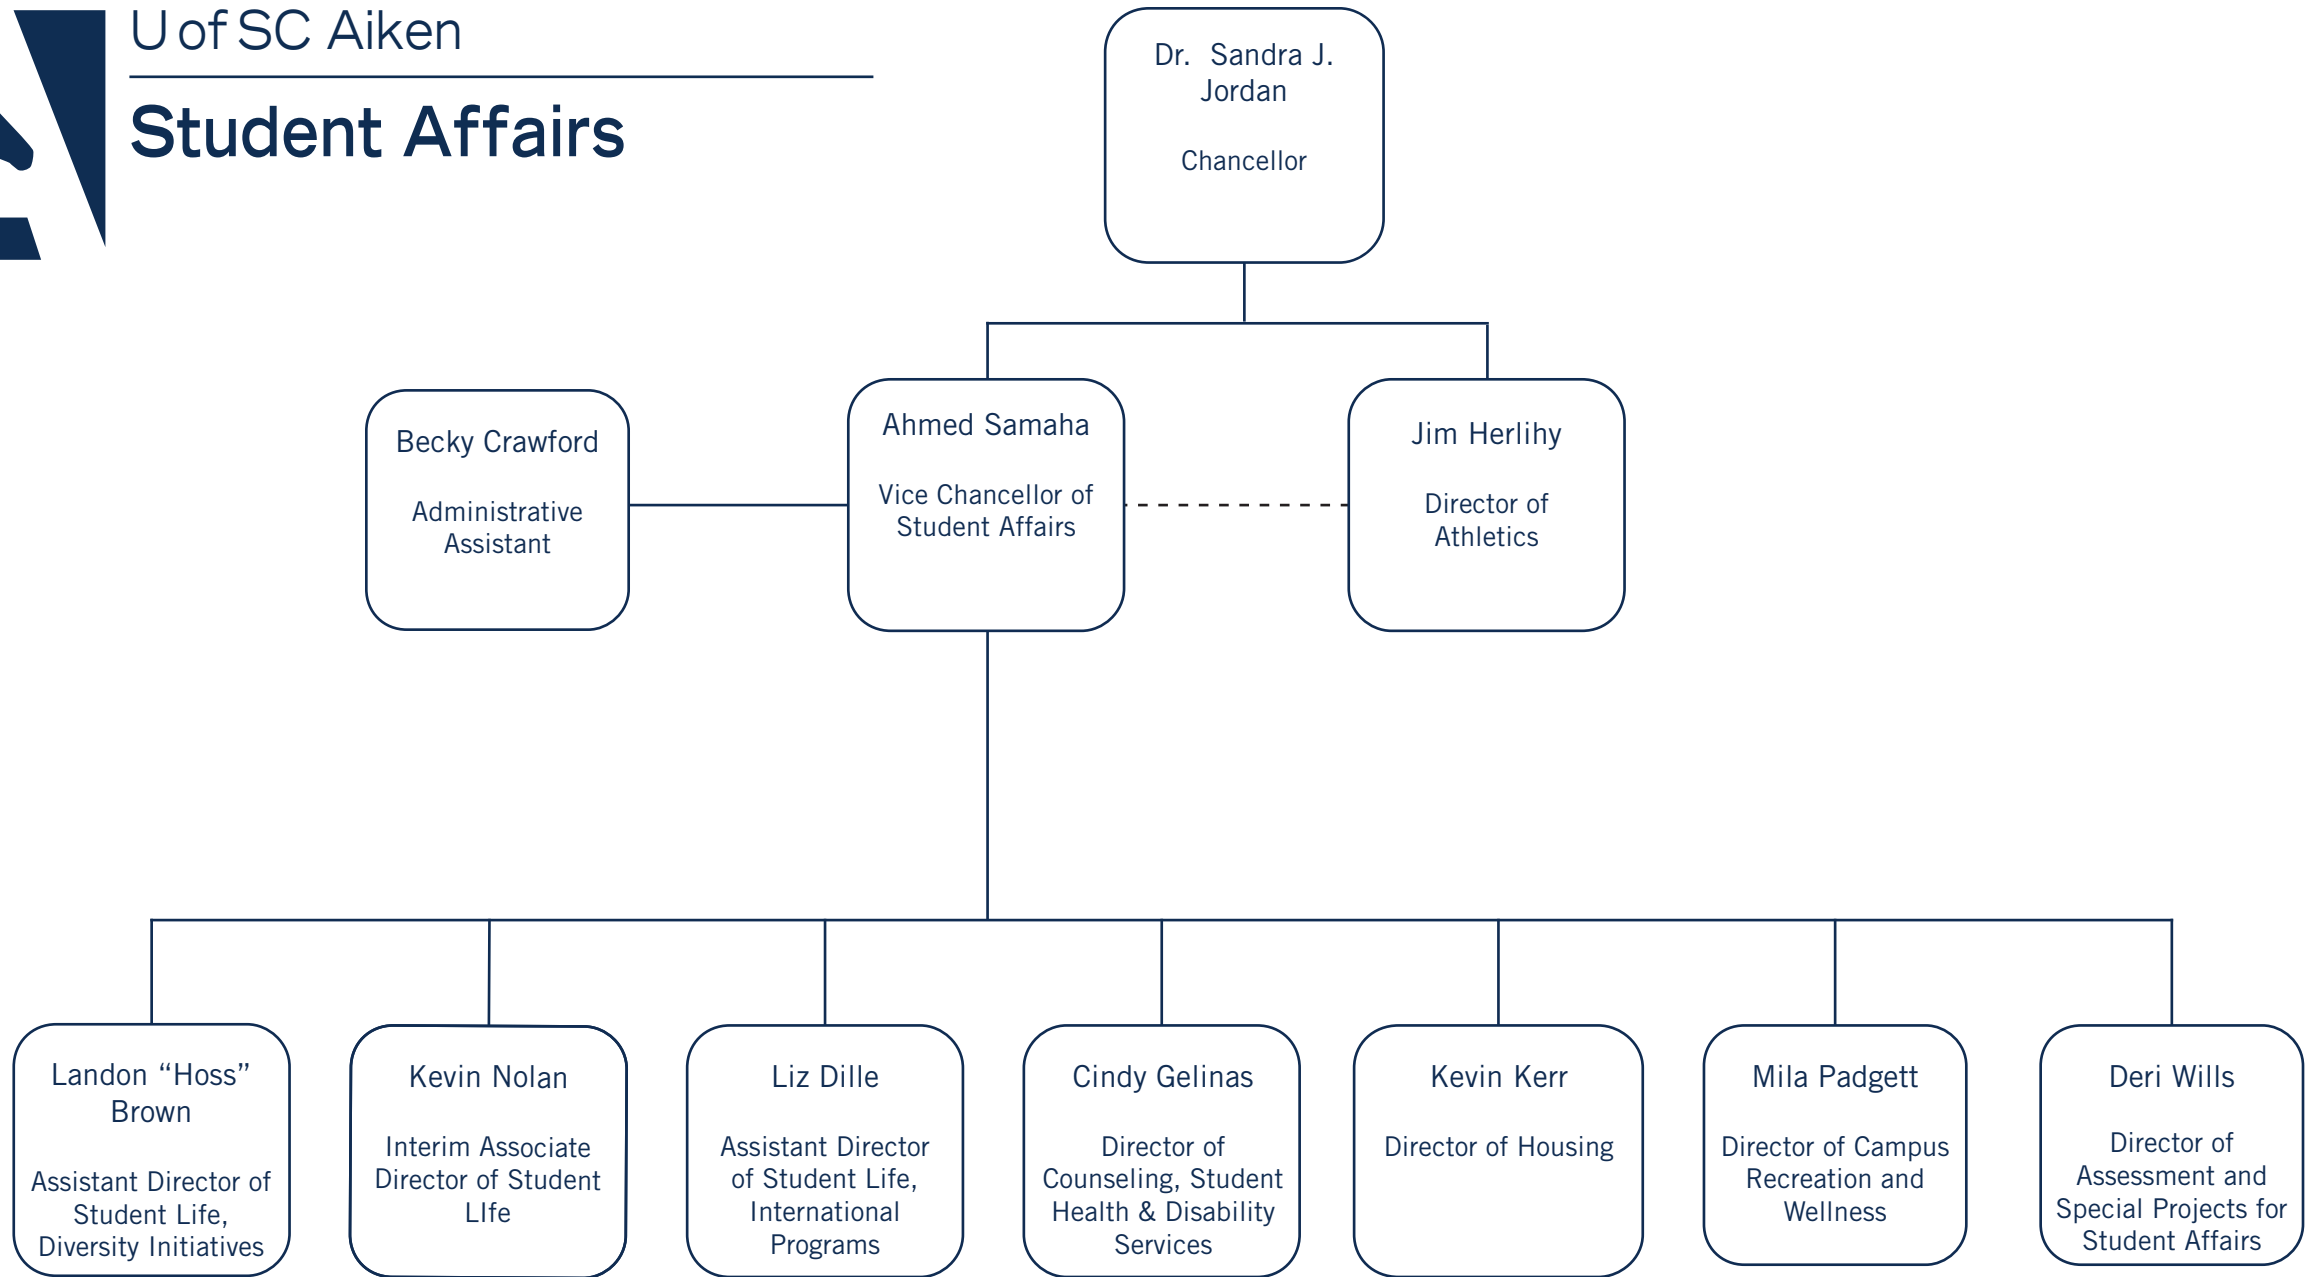 U of SC Aiken
Student Affairs
Dr. Sandra J.
Jordan
Chancellor
Becky Crawford
Administrative
Assistant
Ahmed Samaha
Vice Chancellor of
Student Affairs
Jim Herlihy
Director of
Athletics
Landon “Hoss”
Brown
Assistant Director of
Student Life,
Diversity Initiatives
Kevin Nolan
Interim Associate
Director of Student
LIfe
Liz Dille
Assistant Director
of Student Life,
International
Programs
Cindy Gelinas
Director of
Counseling, Student
Health & Disability
Services
Kevin Kerr
Director of Housing
Mila Padgett
Director of Campus
Recreation and
Wellness
Deri Wills
Director of
Assessment and
Special Projects for
Student Affairs